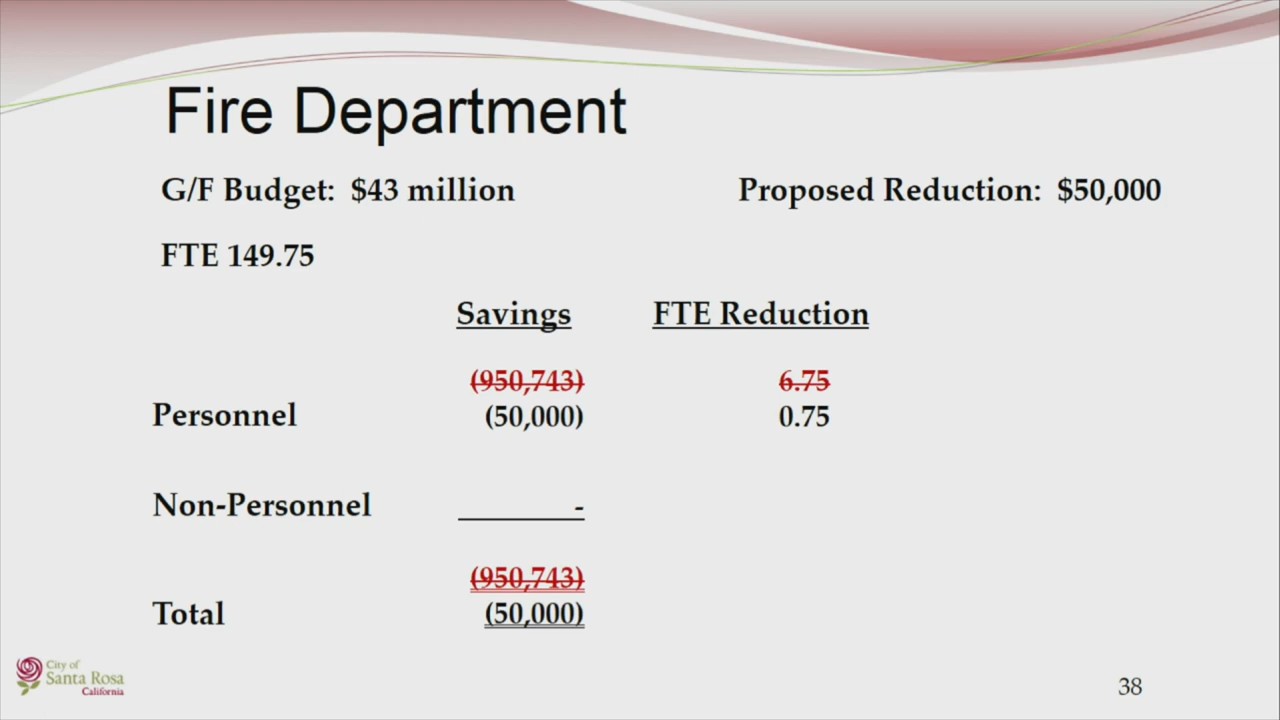 Fire Department
G/F Budget: $43 million Proposed Reduction: $50,000
FTE 149.75
Savings FTE Reduction
(950,743) 6.75
Personnel (50,000) 0.75
Non-Personnel -
(950,743)
Total (50,000)
City of
Santa Rosa
California
38